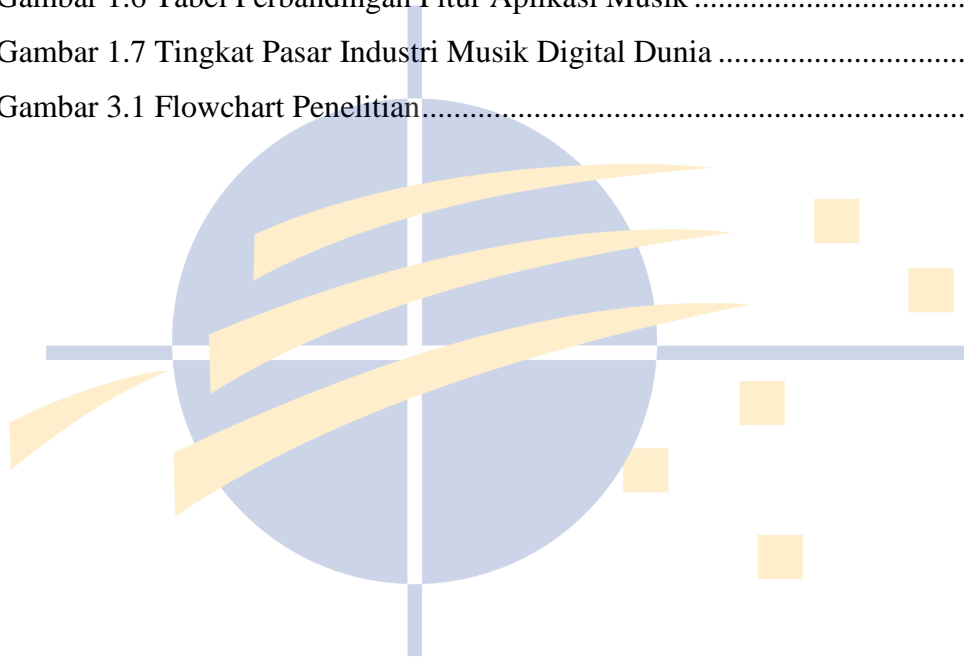 Gambar 1.6 Tabel Perbandingan Fitur Aplikasi Musik ................................
Gambar 1.7 Tingkat Pasar Industri Musik Digital Dunia .............................
Gambar 3.1 Flowchart Penelitian................................................................